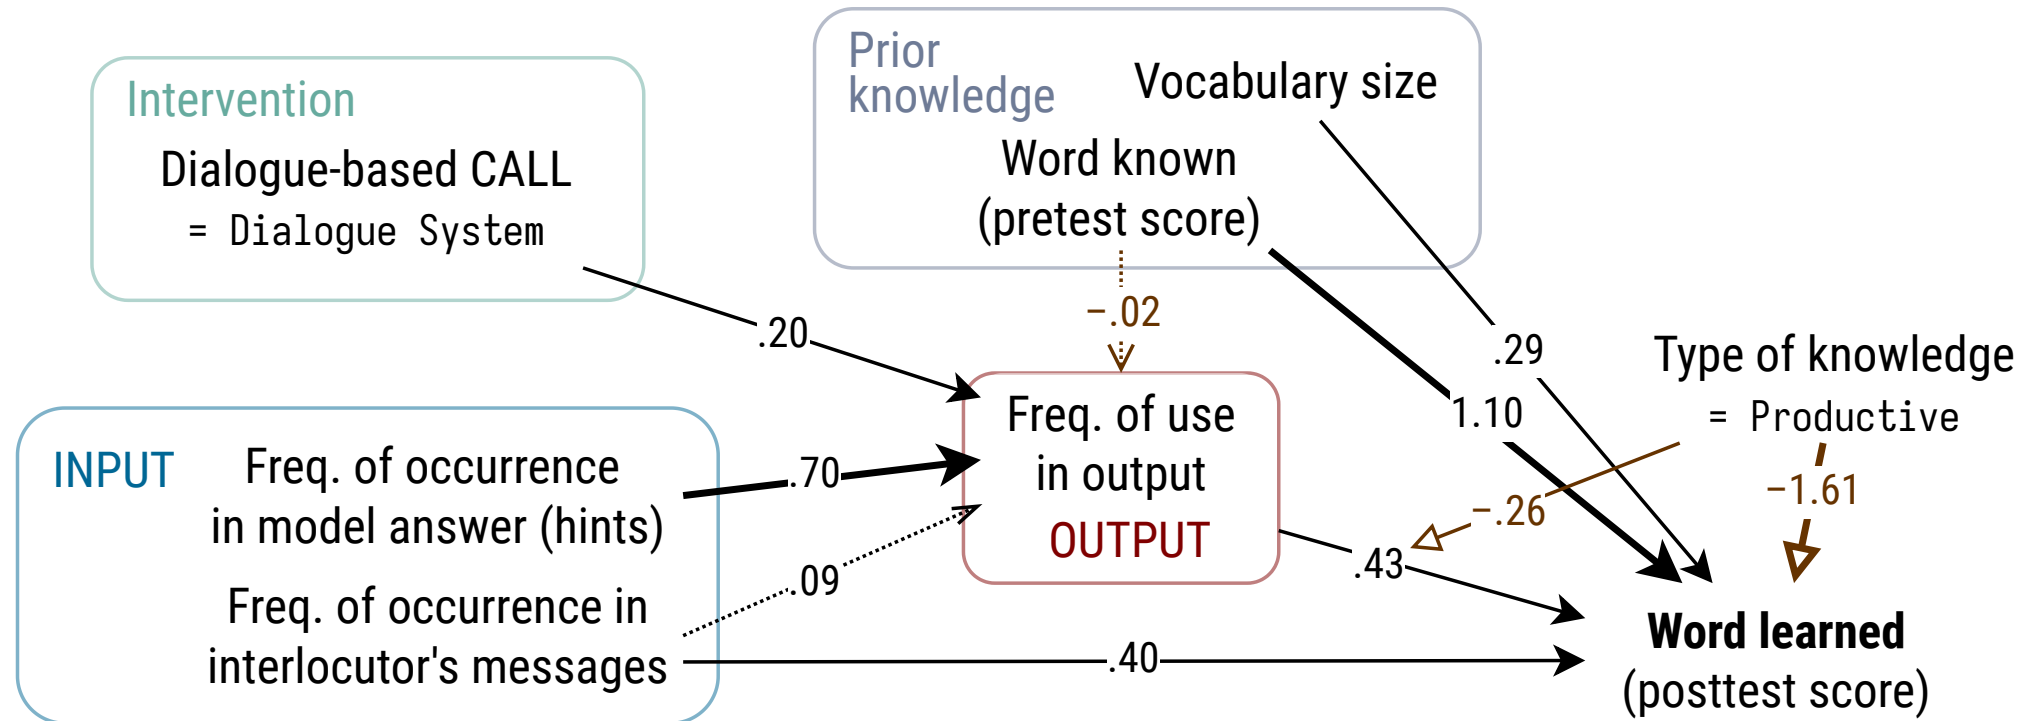 Intervention
Dialogue-based CALL
= Dialogue System
Prior
knowledge
Vocabulary size
Word known
(pretest score)
–.02
.20
.29
1.10
Type of knowledge
= Productive
–1.61
–.26
INPUT
Freq. of occurrence
in model answer (hints)
.70
Freq. of occurrence in
interlocutor's messages
.09
.40
Freq. of use
in output
OUTPUT
.43
Word learned
(posttest score)